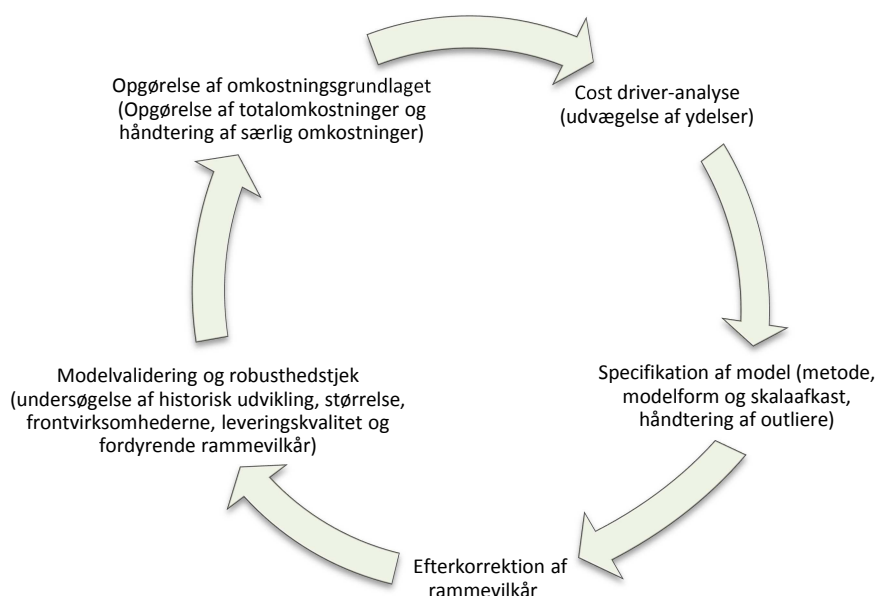 Opgørelse af omkostningsgrundlaget
(Opgørelse af totalomkostninger og
håndtering af særlig omkostninger)
Cost driver-analyse
(udvægelse af ydelser)
Specifikation af model (metode,
modelform og skalaafkast,
håndtering af outliere)
Efterkorrektion af
rammevilkår
Modelvalidering og robusthedstjek
(undersøgelse af historisk udvikling, størrelse,
frontvirksomhederne, leveringskvalitet og
fordyrende rammevilkår)